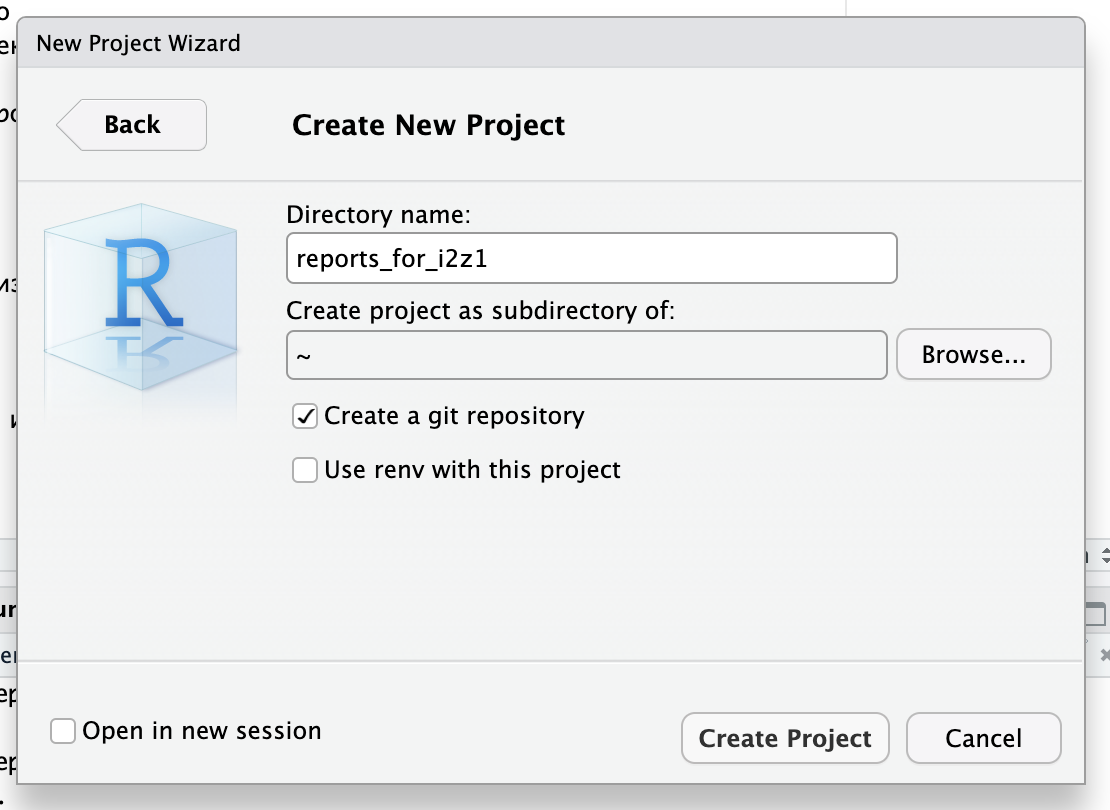 New Project Wizard
Back
Create New Project
R
Directory name:
reports_for_i2z1
Create project as subdirectory of:
~
Browse...
Create a git repository
Use renv with this project
Open in new session
Create Project
Cancel